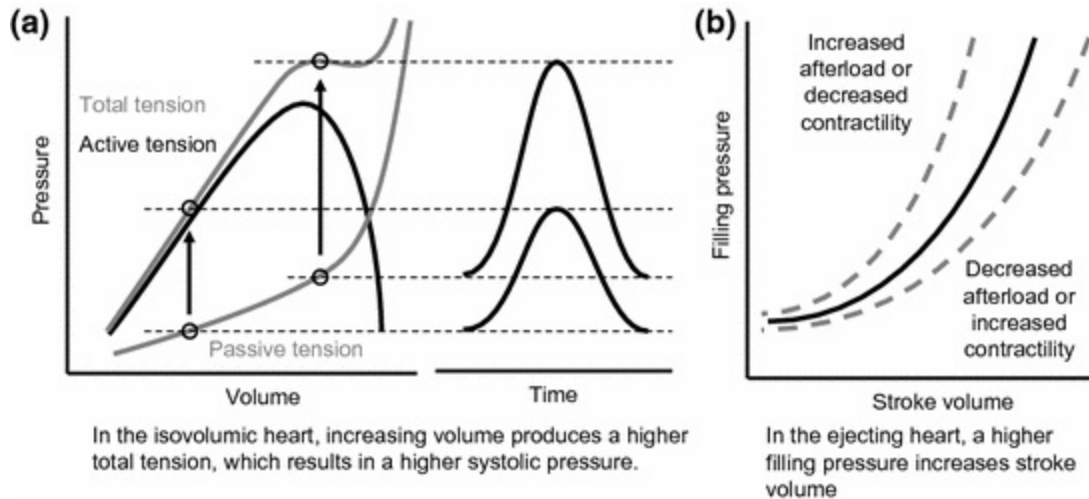 (a)
Total tension
Active tension
Pressure
Passive tension
Volume
Time
In the isovolumic heart, increasing volume produces a higher
total tension, which results in a higher systolic pressure.
(b)
Increased
afterload or
decreased
contractility
Filling pressure
Decreased
afterload or
increased
contractility
Stroke volume
In the ejecting heart, a higher
filling pressure increases stroke
volume